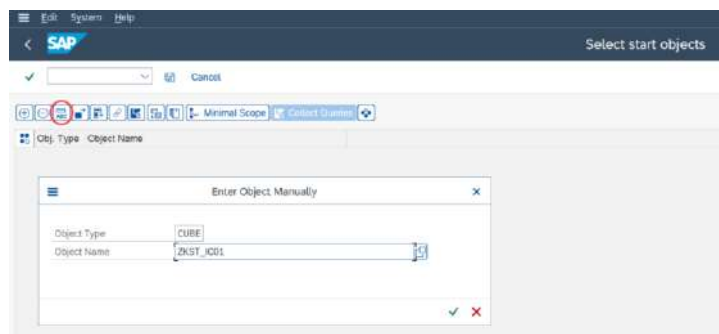 Edit System Help
SAP
Select start objects
Cancel
Minimal Scope Collect Queries
Obj. Type Object Name
Enter Object Manually
Object Type CUBE
Object Name ZKST_IC01